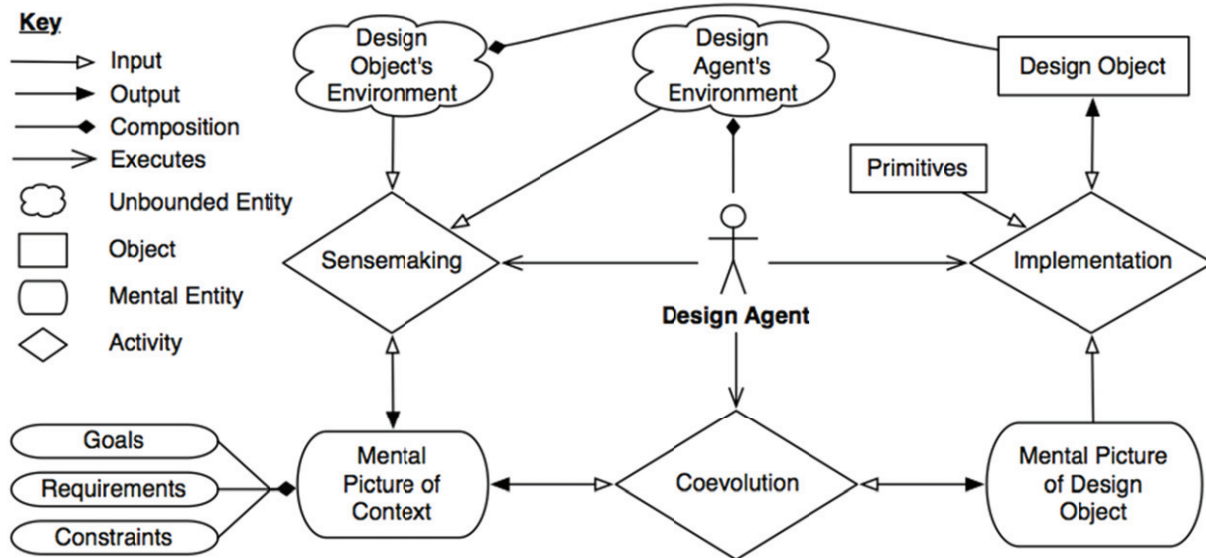 Key
Input
Output
Composition
Executes
Unbounded Entity
Object
Mental Entity
Activity
Design
Object's
Environment
Design
Agent's
Environment
Design Object
Primitives
Sensemaking
Implementation
Design Agent
Goals
Requirements
Constraints
Mental
Picture of
Context
Coevolution
Mental Picture
of Design
Object